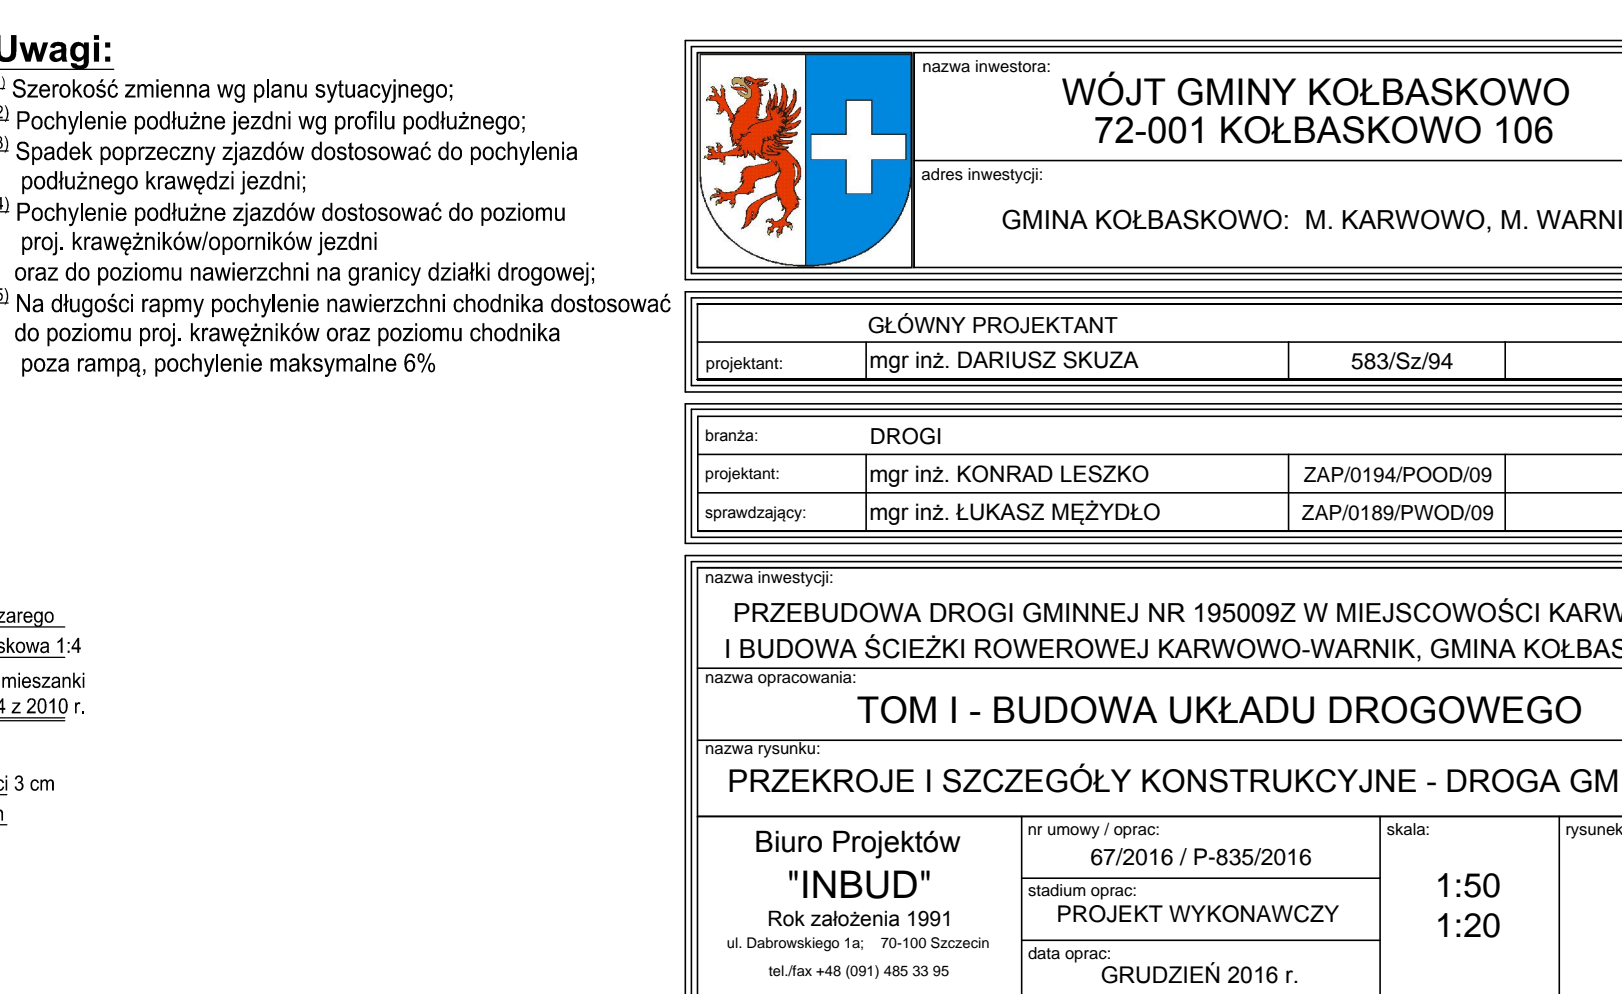 Uwagi:
Szerokość zmienna wg planu sytuacyjnego;
2) Pochylenie podłużne jezdni wg profilu podłużnego;
3) Spadek poprzeczny zjazdów dostosować do pochylenia
podłużnego krawędzi jezdni;
4) Pochylenie podłużne zjazdów dostosować do poziomu
proj. krawężników/oporników jezdni
oraz do poziomu nawierzchni na granicy działki drogowej;
5) Na długości rapmy pochylenie nawierzchni chodnika dostosować
do poziomu proj. krawężników oraz poziomu chodnika
poza rampą, pochylenie maksymalne 6%
zarego
skowa 1:4
mieszanki
4 z 2010 r.
ci 3 cm
nazwa inwestora:
WÓJT GMINY KOŁBASKOWO
72-001 KOŁBASKOWO 106
adres inwestycji:
GMINA KOŁBASKOWO: M. KARWOWO, M. WARNI
GŁÓWNY PROJEKTANT
projektant: mgr inż. DARIUSZ SKUZA 583/Sz/94
branża: DROGI
projektant: mgr inż. KONRAD LESZKO ZAP/0194/POOD/09
sprawdzający: mgr inż. ŁUKASZ MĘŻYDŁO ZAP/0189/PWOD/09
nazwa inwestycji:
PRZEBUDOWA DROGI GMINNEJ NR 195009Z W MIEJSCOWOŚCI KARW
I BUDOWA ŚCIEŻKI ROWEROWEJ KARWOWO-WARNIK, GMINA KOŁBAS
nazwa opracowania:
TOM I - BUDOWA UKŁADU DROGOWEGO
nazwa rysunku:
PRZEKROJE I SZCZEGÓŁY KONSTRUKCYJNE - DROGA GM
Biuro Projektów
"INBUD"
Rok założenia 1991
ul. Dabrowskiego 1a; 70-100 Szczecin
tel./fax +48 (091) 485 33 95
nr umowy / oprac:
67/2016 / P-835/2016
stadium oprac:
PROJEKT WYKONAWCZY
data oprac:
GRUDZIEŃ 2016 r.
skala:
1:50
1:20
rysunek